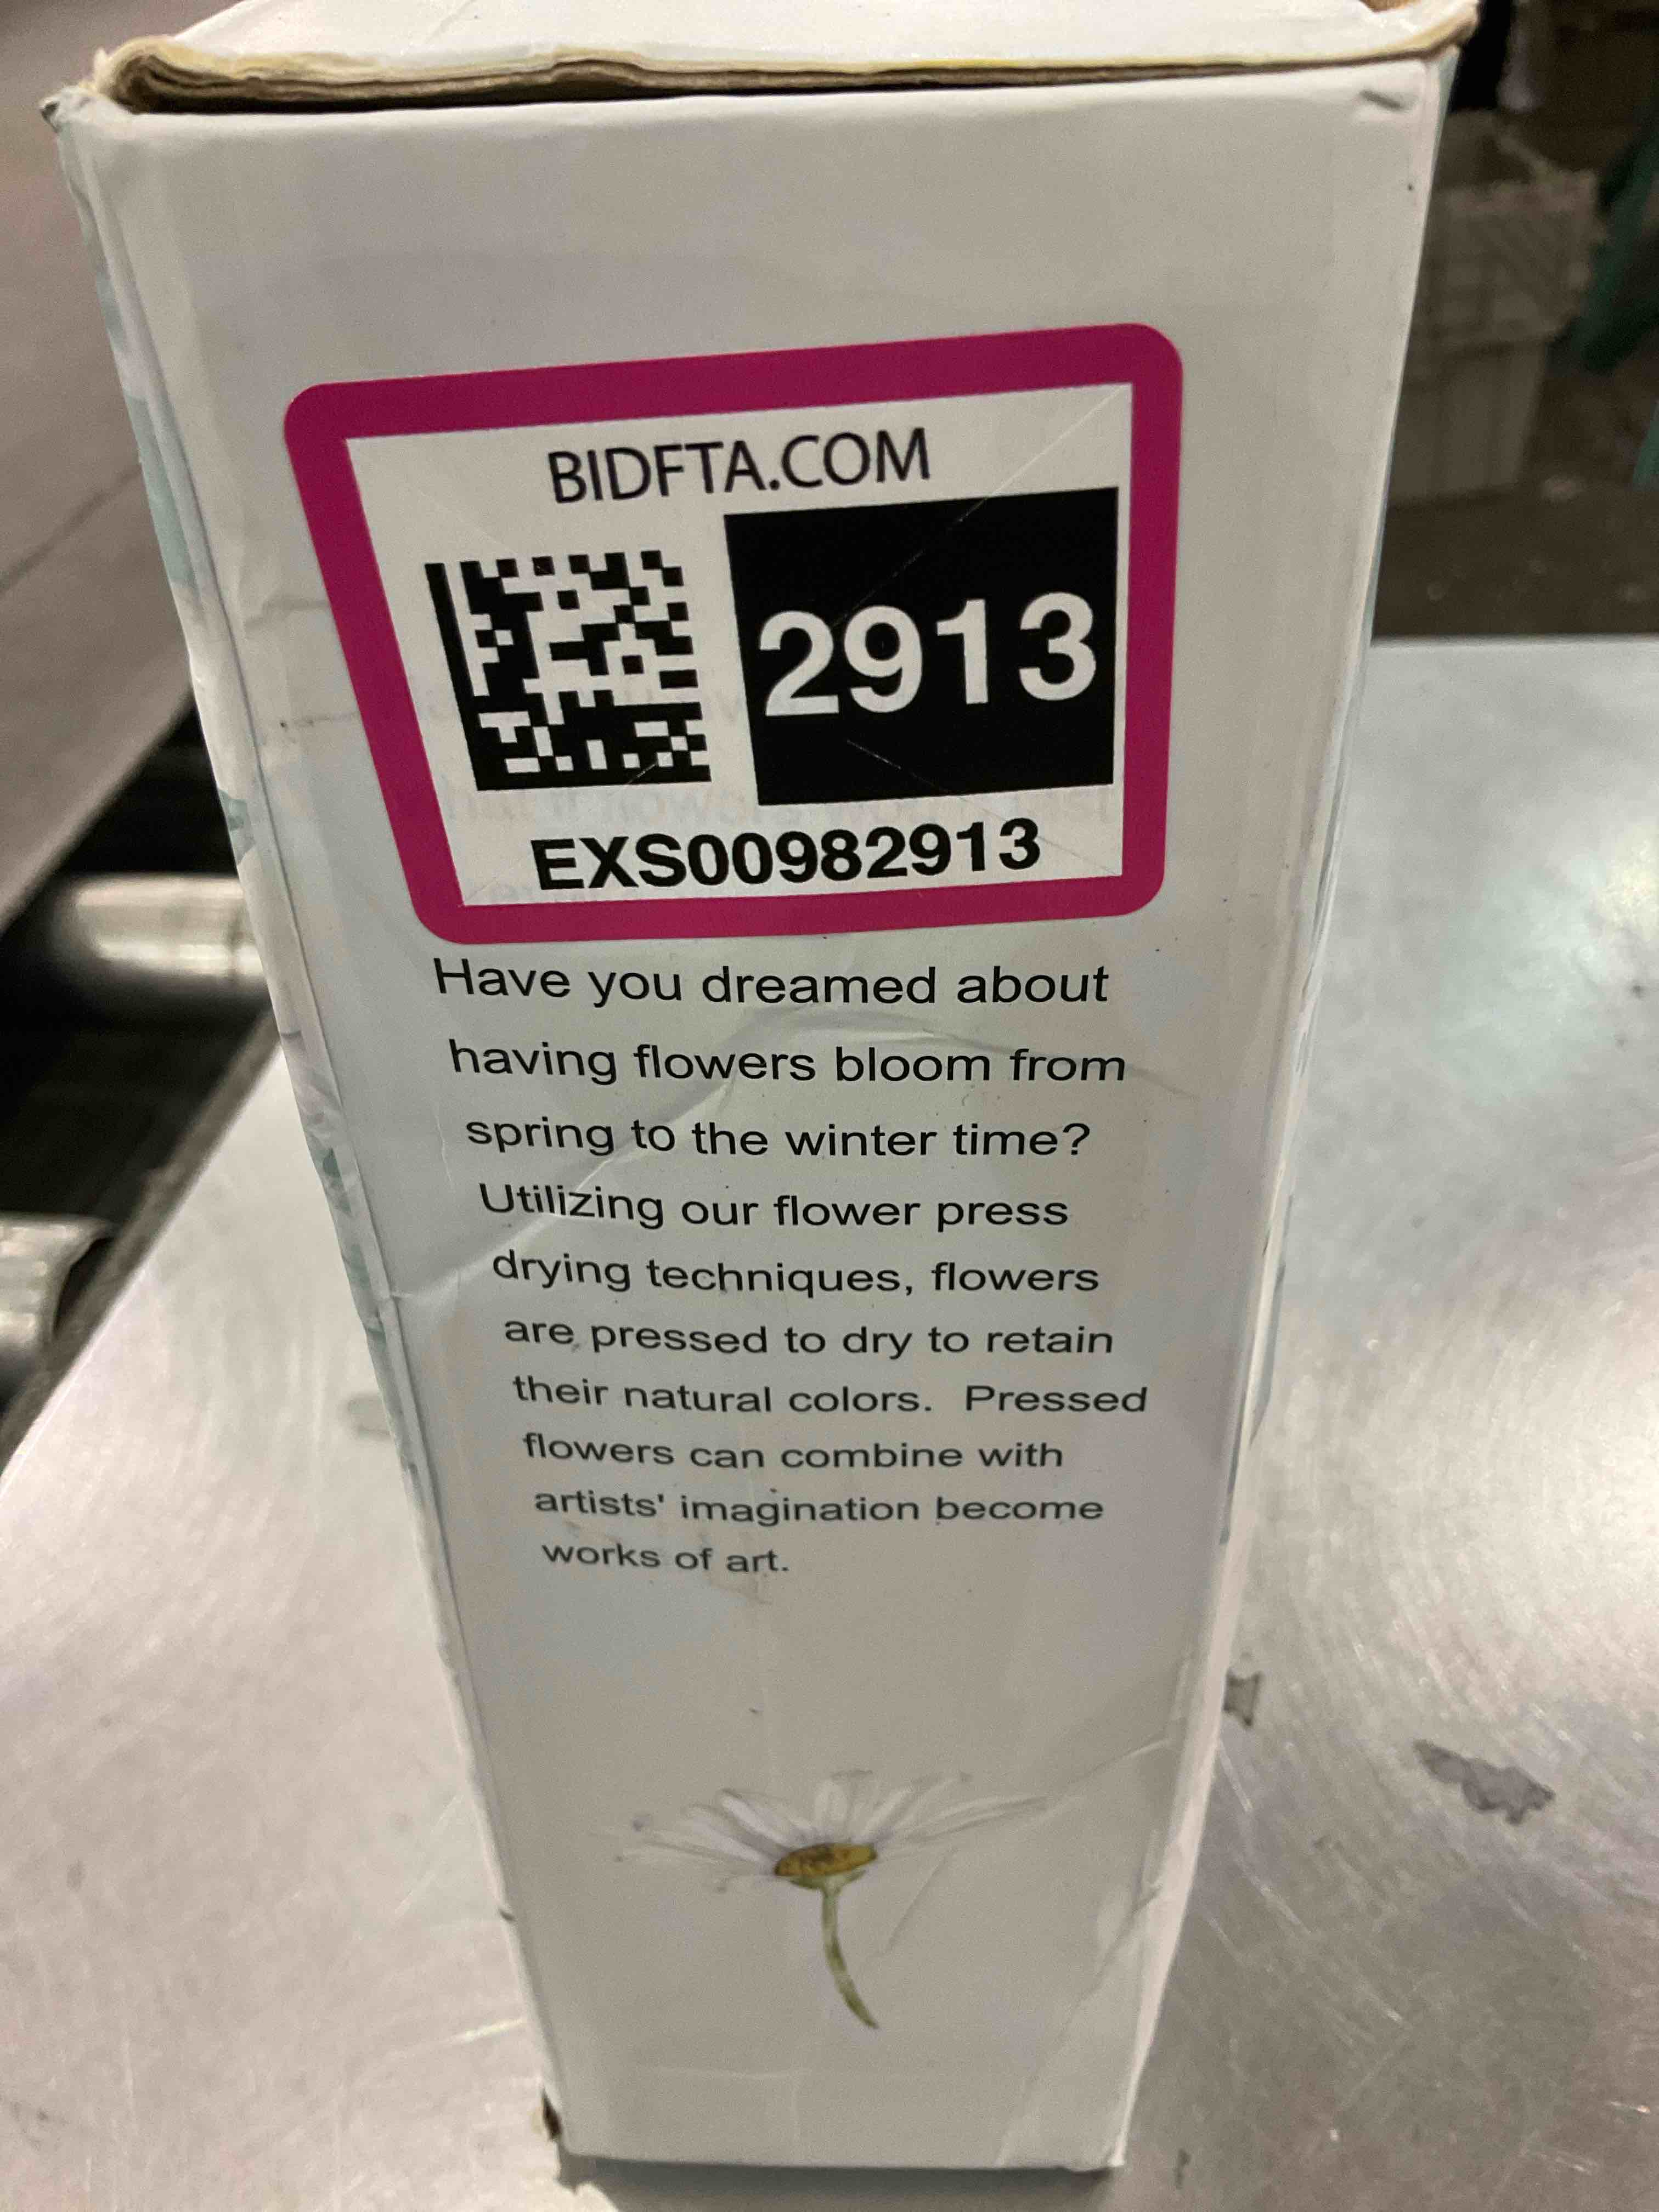 BIDFTA.COM
2913
EXS00982913
Have you dreamed about
having flowers bloom from
spring to the winter time?
Utilizing our flower press
drying techniques, flowers
are pressed to dry to retain
their natural colors. Pressed
flowers can combine with
artists' imagination become
works of art.